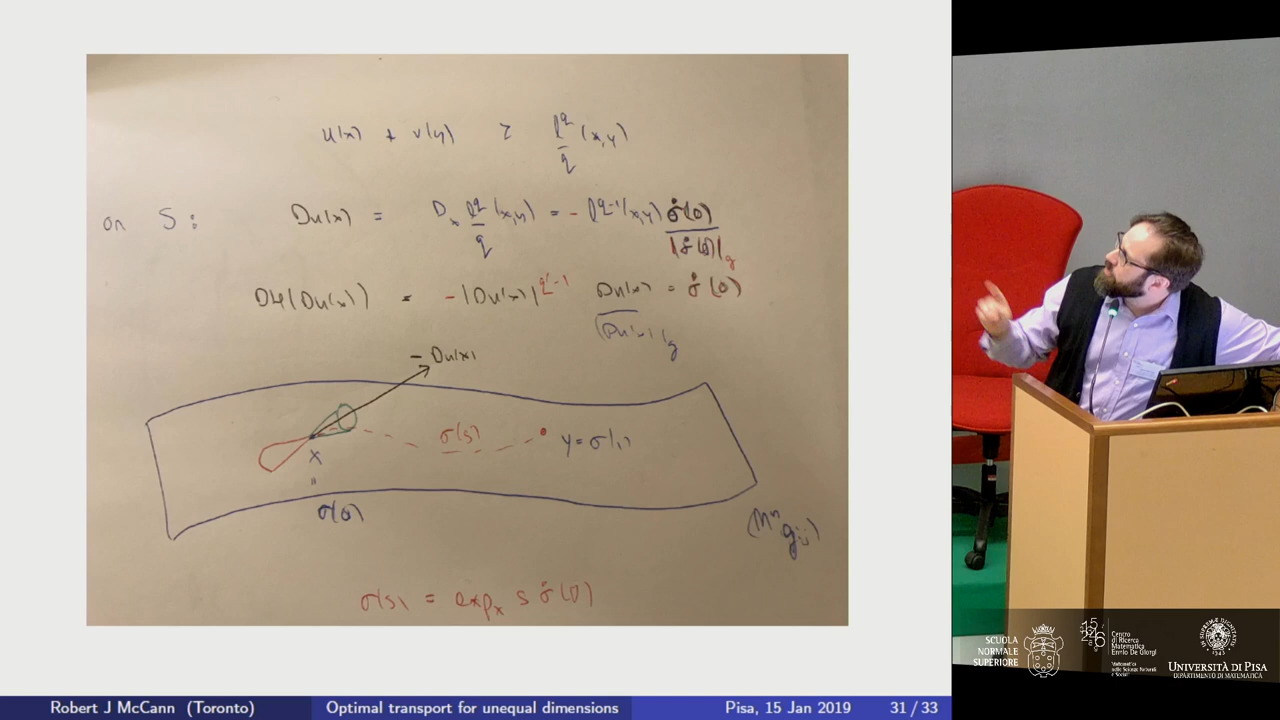 u(x) + v(y) ≥ ℓ^q/q (x,y)
on S: Du(x) = D_x ℓ^q/q (x,y) = - ℓ^{q-1}(x,y) σ̇(0)/|σ̇(0)|_g
DH(Du(x)) = -|Du(x)|^{q'-1} Du(x)/|Du(x)|_g = σ̇(0)
- Du(x)
σ(s)
y = σ(1)
x
"
σ(0)
(M^n g_ij)
σ(s) = exp_x s σ̇(0)
SCUOLA
NORMALE
SUPERIORE
Centro
di Ricerca
Matematica
Ennio De Giorgi
UNIVERSITÀ DI PISA
DIPARTIMENTO DI MATEMATICA
Robert J McCann (Toronto)
Optimal transport for unequal dimensions
Pisa, 15 Jan 2019
31 / 33